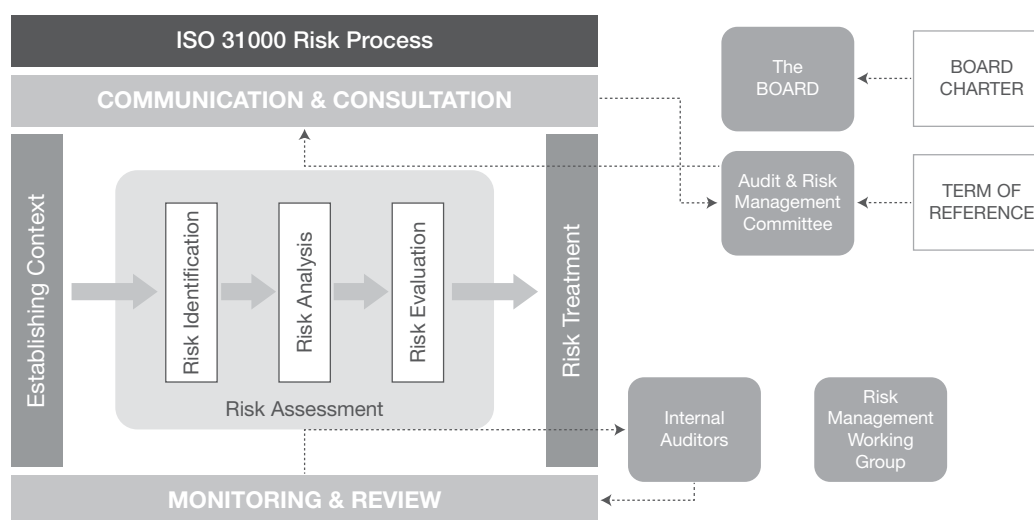 ISO 31000 Risk Process
COMMUNICATION & CONSULTATION
Establishing Context
Risk Identification
Risk Analysis
Risk Evaluation
Risk Assessment
Risk Treatment
MONITORING & REVIEW
The
BOARD
BOARD
CHARTER
Audit & Risk
Management
Committee
TERM OF
REFERENCE
Internal
Auditors
Risk
Management
Working
Group